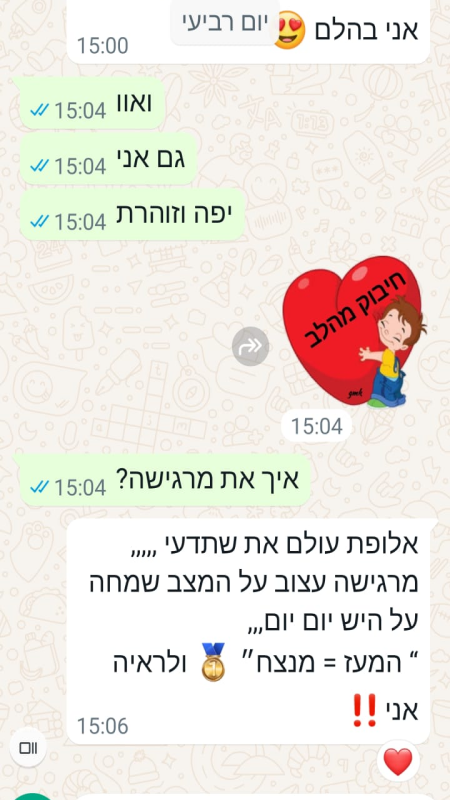 יום רביעי
אני בהלם 😍
15:00
וואו
15:04
גם אני
15:04
יפה וזוהרת
15:04
חיבוק מהלב
15:04
איך את מרגישה?
15:04
אלופת עולם את שתדעי ,,,,,
מרגישה עצוב על המצב שמחה
על היש יום יום,,,
“ המעז = מנצח״ 🥇 ולראיה
אני ‼️
15:06